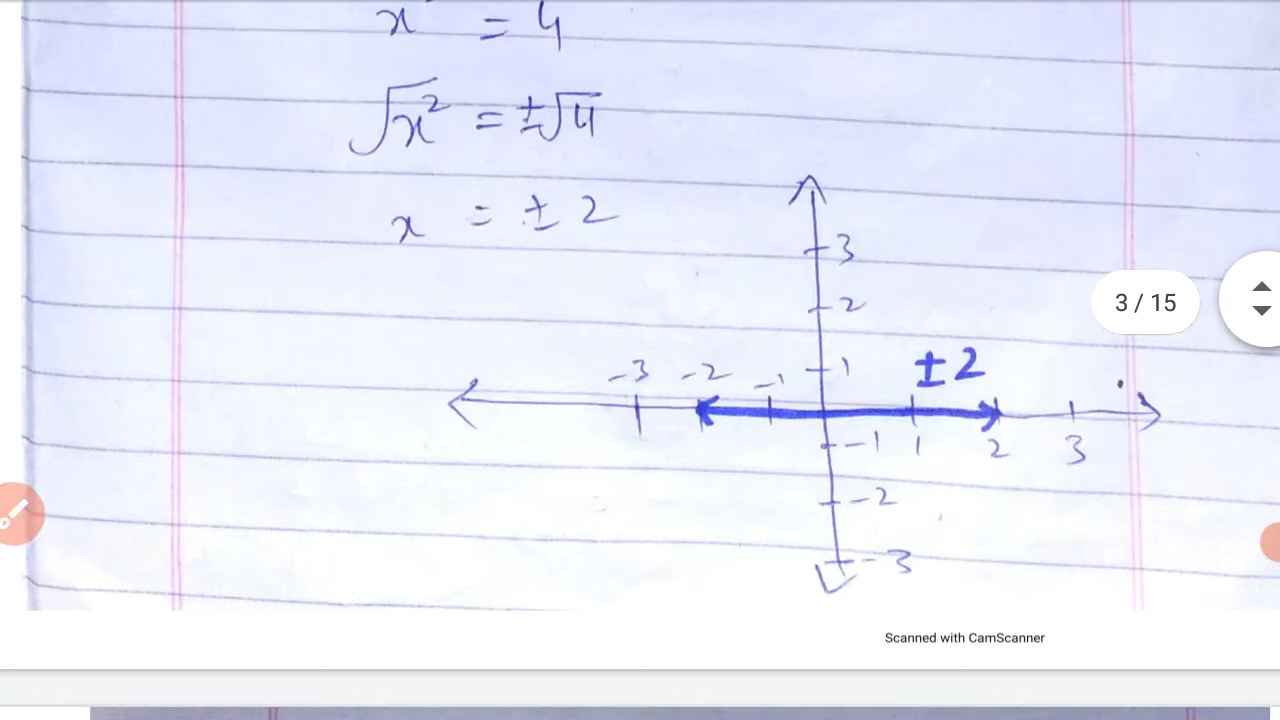 x² = 4
√x² = ±√4
x = ± 2
3
2
1
±2
-3 -2 -1
-1 1 2 3
-2
-3
3 / 15
Scanned with CamScanner